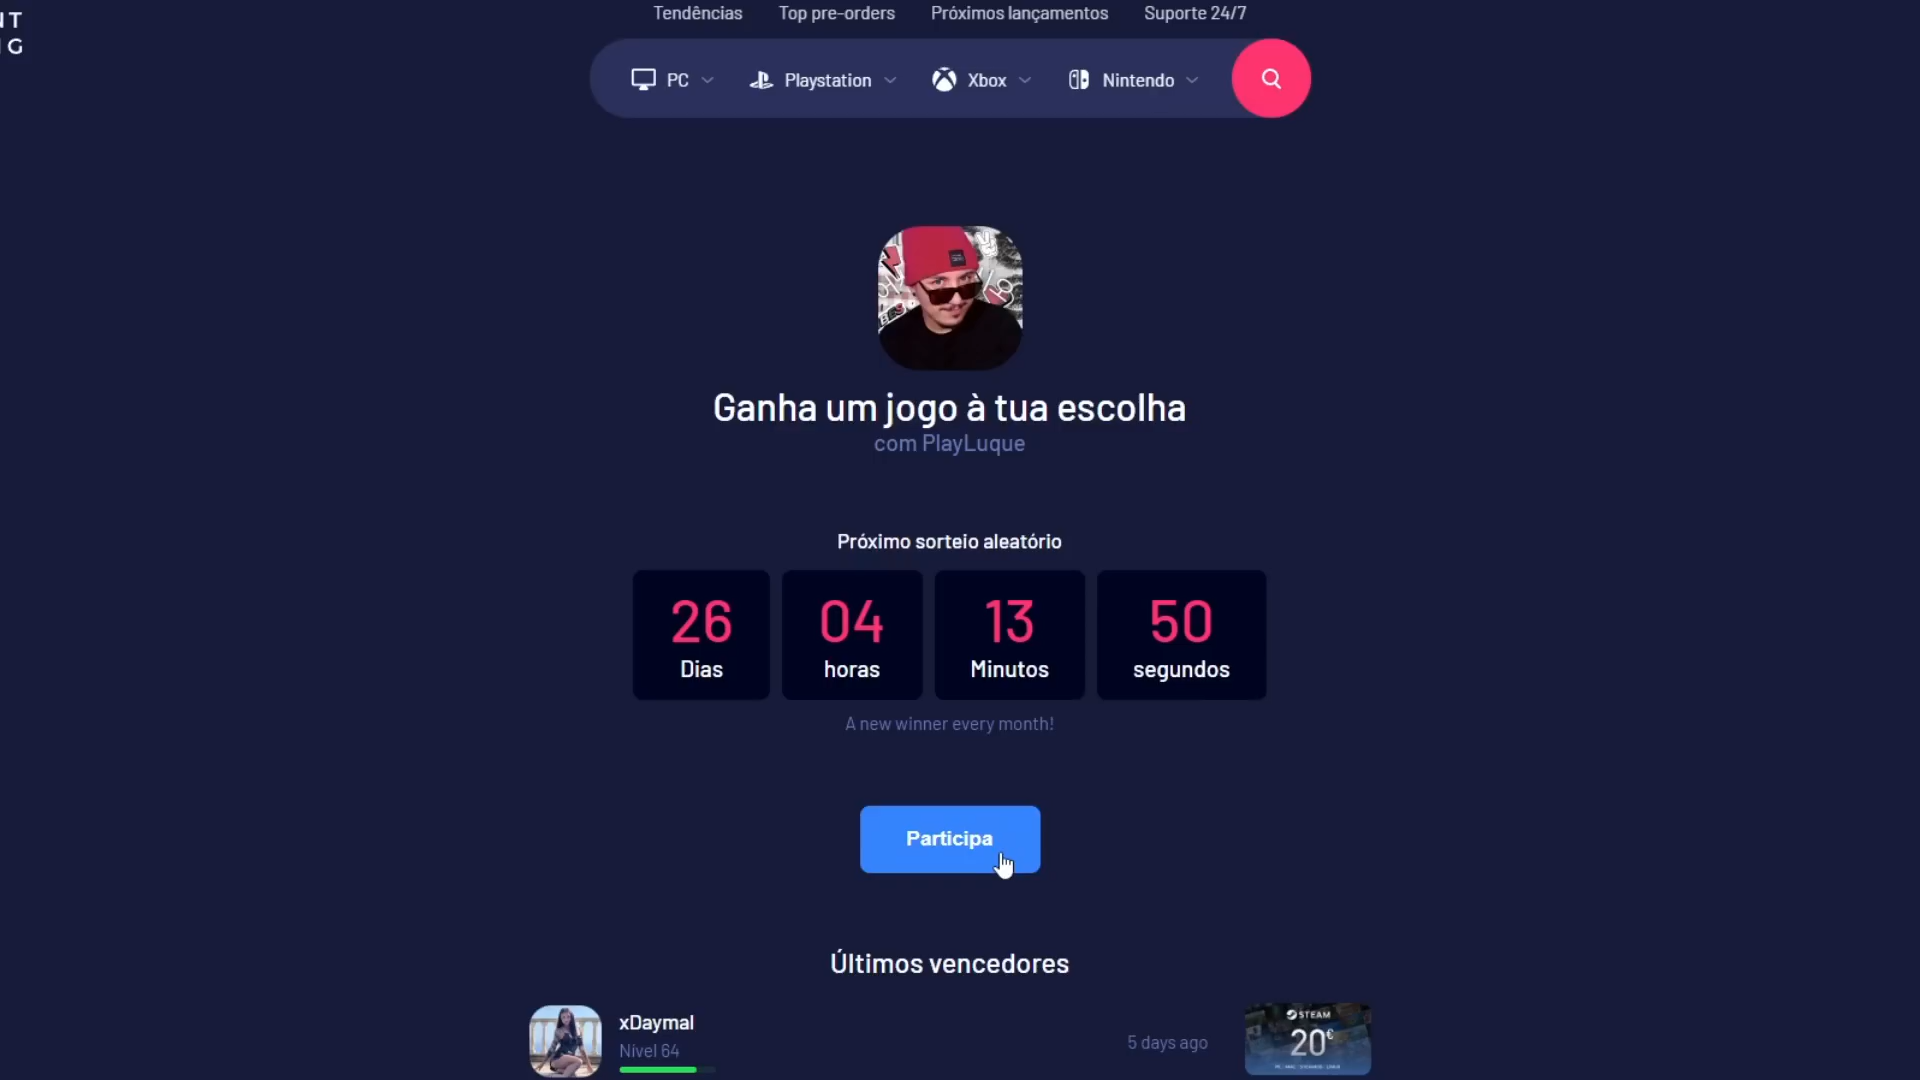 NT
NG
Tendências Top pre-orders Próximos lançamentos Suporte 24/7
PC Playstation Xbox Nintendo
Ganha um jogo à tua escolha
com PlayLuque
Próximo sorteio aleatório
26 04 13 50
Dias horas Minutos segundos
A new winner every month!
Participa
Últimos vencedores
xDaymal
Nível 64
5 days ago
STEAM
20€